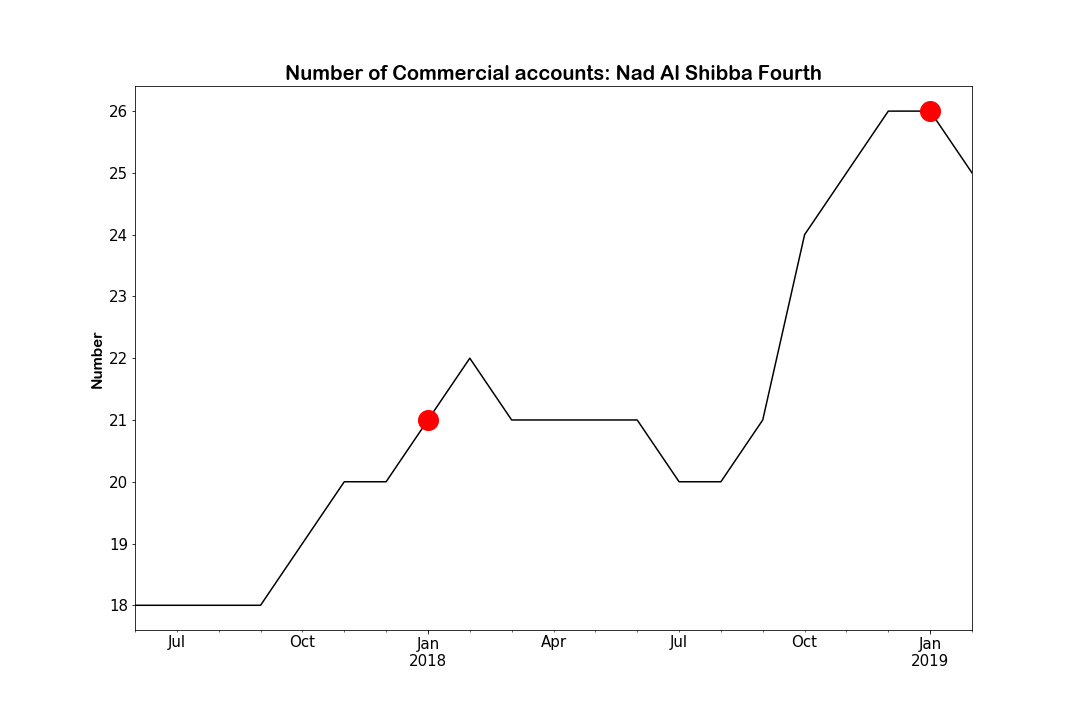 Number of Commercial accounts: Nad Al Shibba Fourth
Number
26
25
24
23
22
21
20
19
18
Jul
Oct
Jan
2018
Apr
Jul
Oct
Jan
2019